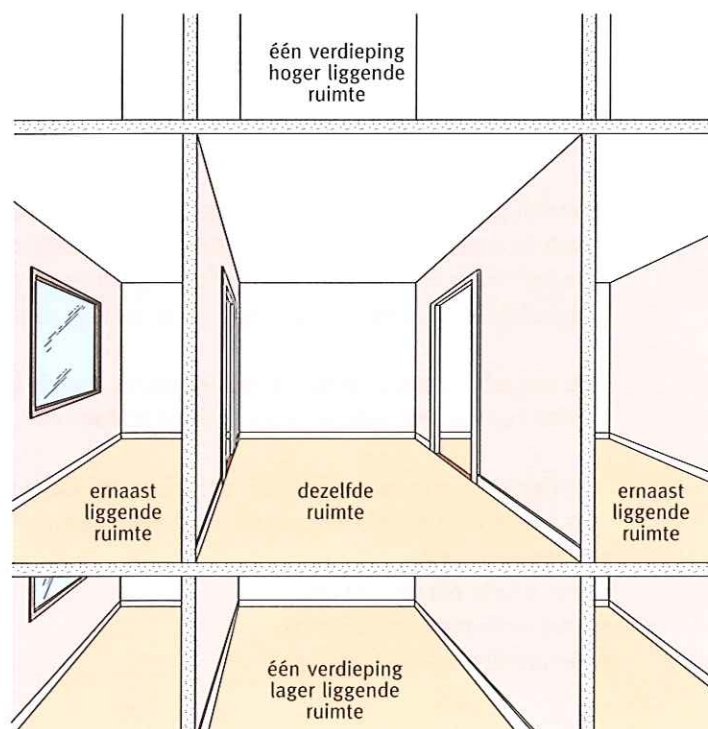 één verdieping
hoger liggende
ruimte
ernaast
liggende
ruimte
dezelfde
ruimte
ernaast
liggende
ruimte
één verdieping
lager liggende
ruimte